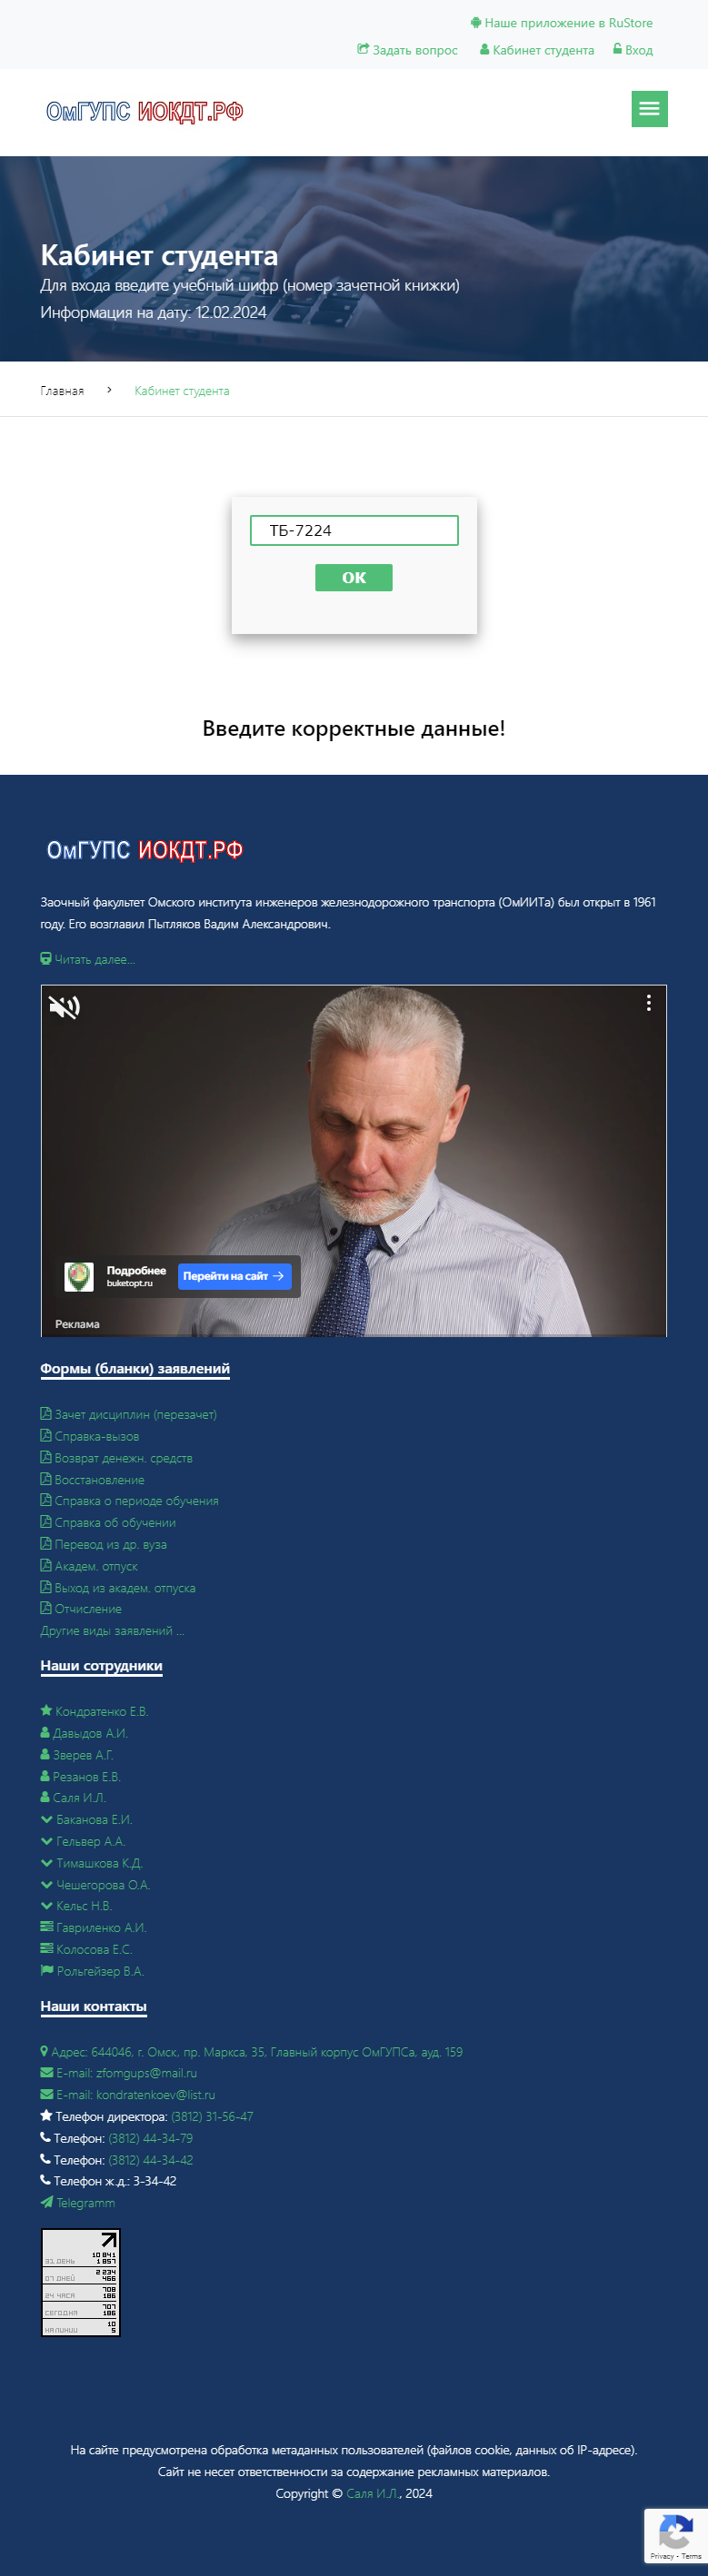 Наше приложение в RuStore
Задать вопрос Кабинет студента Вход
ОмГУПС ИОКДТ.РФ
Кабинет студента
Для входа введите учебный шифр (номер зачетной книжки)
Информация на дату: 12.02.2024
Главная > Кабинет студента
ТБ-7224
ОК
Введите корректные данные!
ОмГУПС ИОКДТ.РФ
Заочный факультет Омского института инженеров железнодорожного транспорта (ОмИИТа) был открыт в 1961
году. Его возглавил Пытляков Вадим Александрович.
Читать далее...
Подробнее
buketopt.ru
Перейти на сайт →
Реклама
Формы (бланки) заявлений
Зачет дисциплин (перезачет)
Справка-вызов
Возврат денежн. средств
Восстановление
Справка о периоде обучения
Справка об обучении
Перевод из др. вуза
Академ. отпуск
Выход из академ. отпуска
Отчисление
Другие виды заявлений ...
Наши сотрудники
Кондратенко Е.В.
Давыдов А.И.
Зверев А.Г.
Резанов Е.В.
Саля И.Л.
Баканова Е.И.
Гельвер А.А.
Тимашкова К.Д.
Чешегорова О.А.
Кельс Н.В.
Гавриленко А.И.
Колосова Е.С.
Рольгейзер В.А.
Наши контакты
Адрес: 644046, г. Омск, пр. Маркса, 35, Главный корпус ОмГУПСа, ауд. 159
E-mail: zfomgups@mail.ru
E-mail: kondratenkoev@list.ru
Телефон директора: (3812) 31-56-47
Телефон: (3812) 44-34-79
Телефон: (3812) 44-34-42
Телефон ж.д.: 3-34-42
Telegramm
10 841
31 ДЕНЬ 1 857
2 234
07 ДНЕЙ 466
708
24 ЧАСА 186
707
СЕГОДНЯ 186
10
НА ЛИНИИ 5
На сайте предусмотрена обработка метаданных пользователей (файлов cookie, данных об IP-адресе).
Сайт не несет ответственности за содержание рекламных материалов.
Copyright © Саля И.Л., 2024
Privacy - Terms